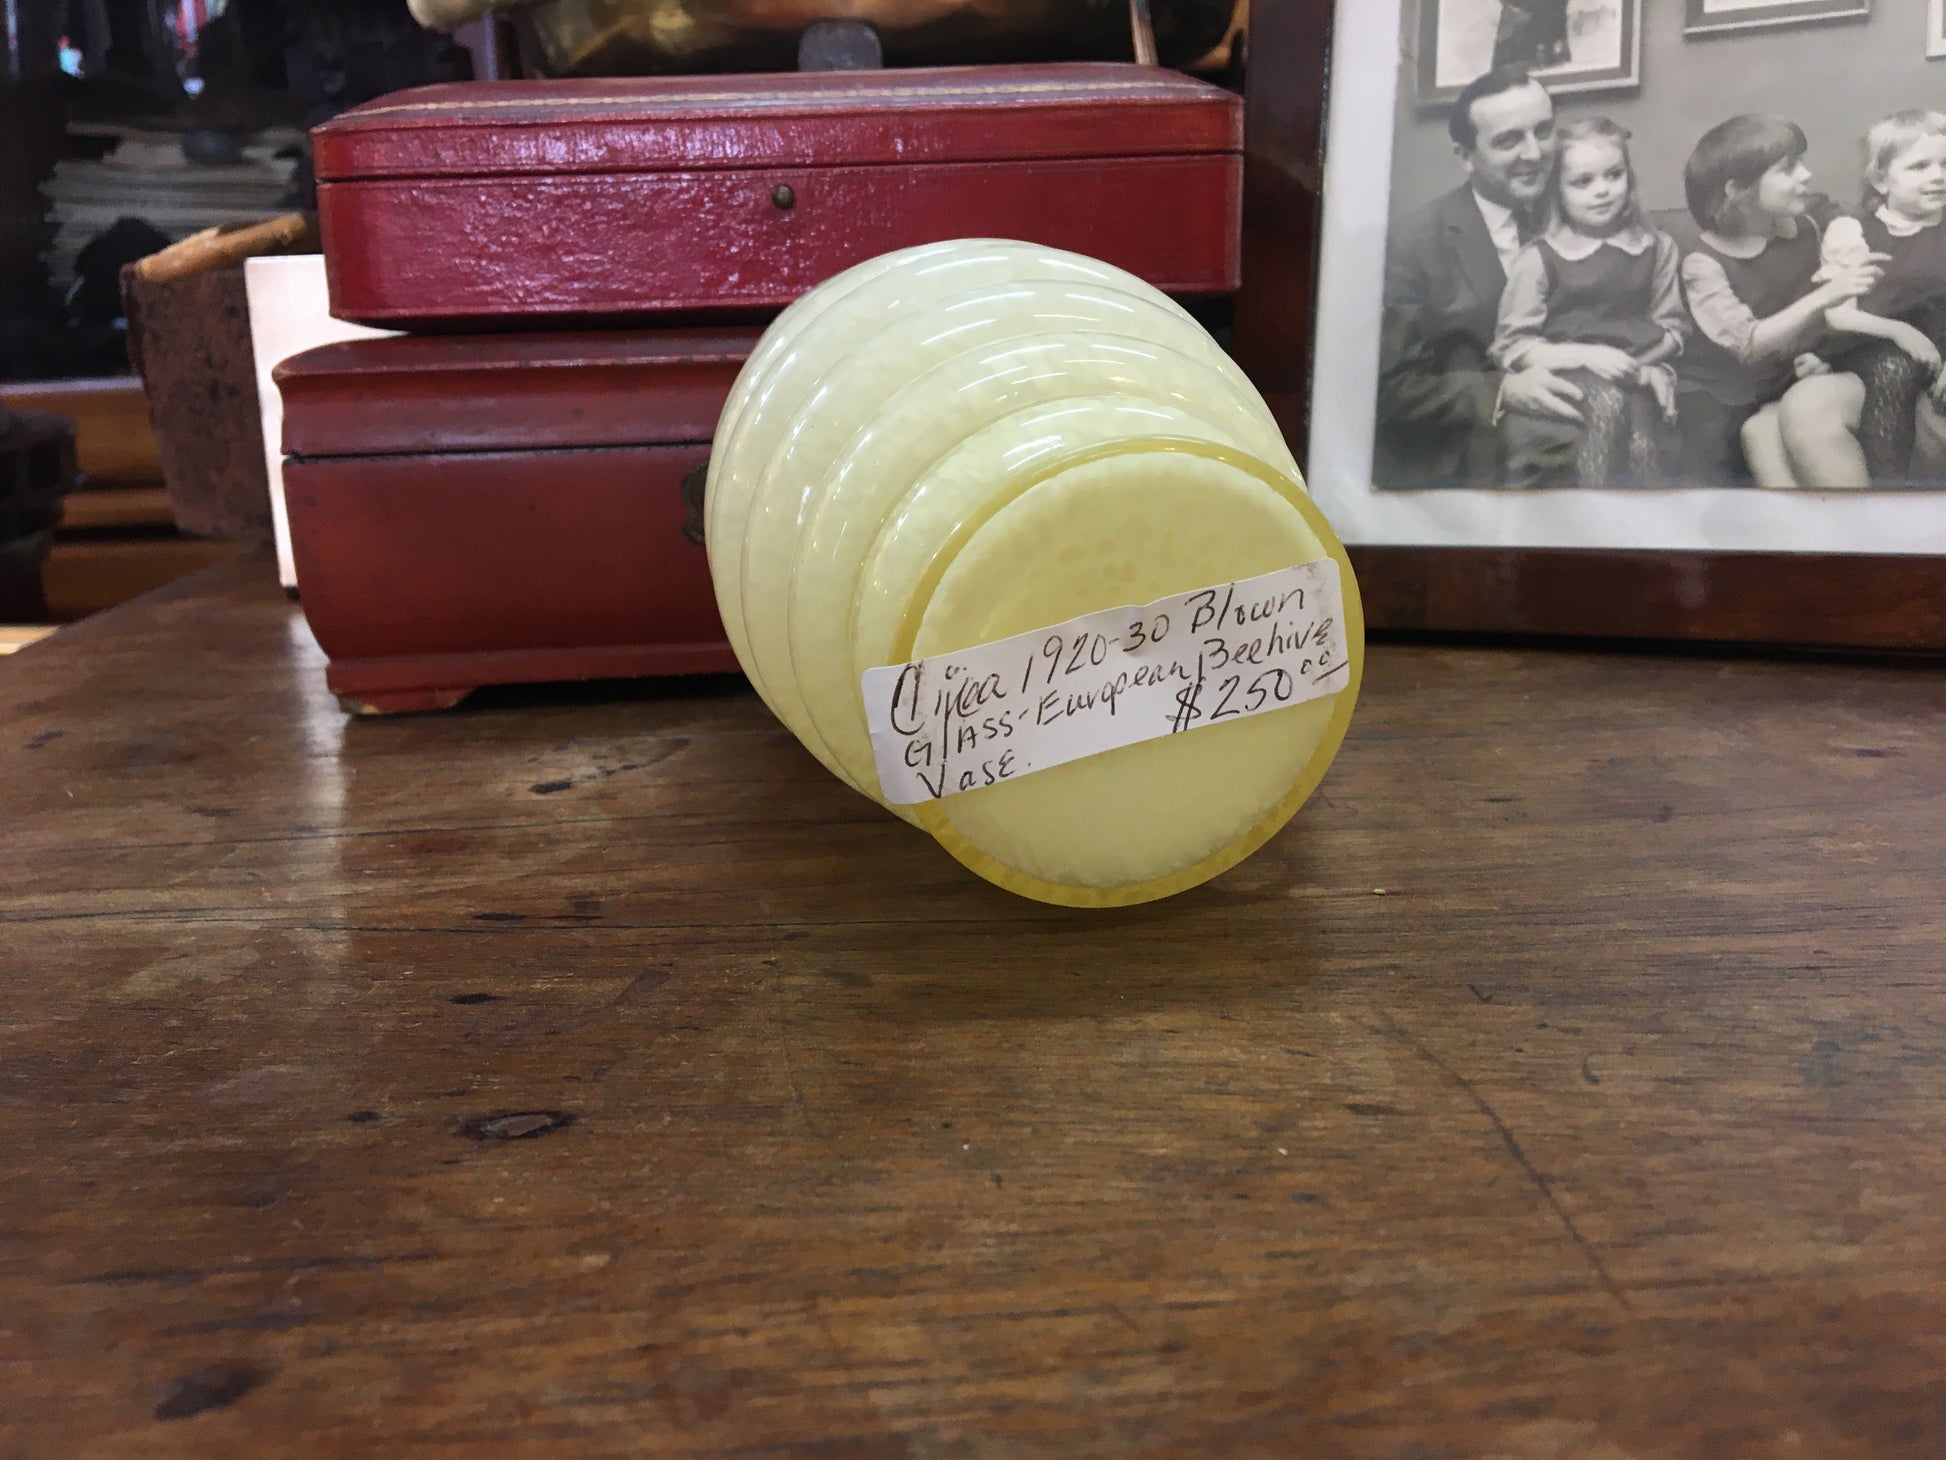 Circa 1920-30 Blown
Glass-European Beehive
Vase. $250.00